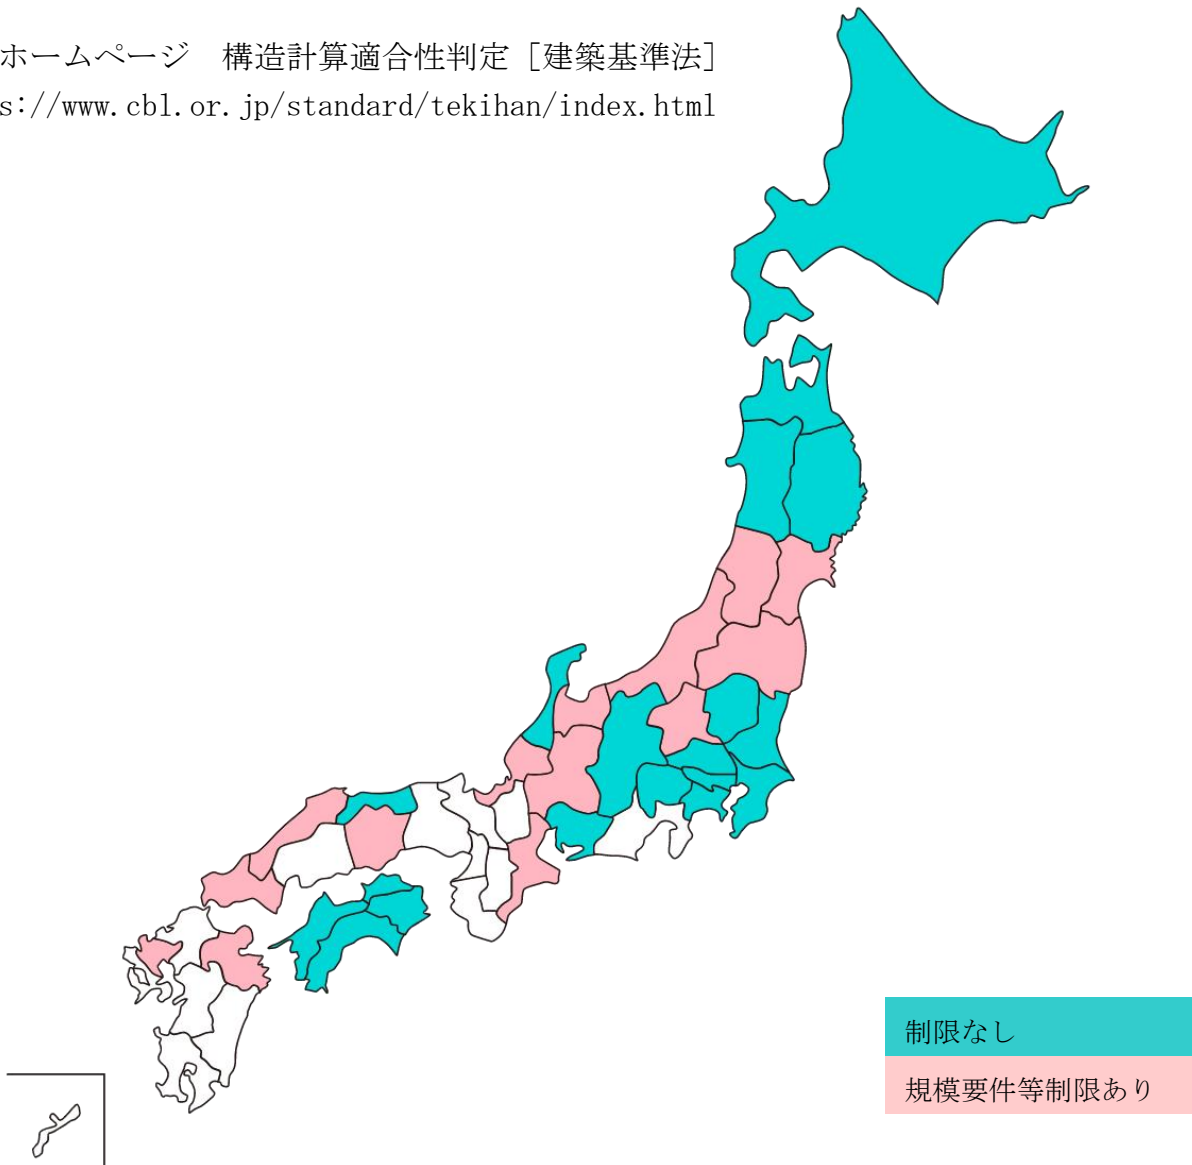 ホームページ　構造計算適合性判定［建築基準法］
s://www.cbl.or.jp/standard/tekihan/index.html
制限なし
規模要件等制限あり